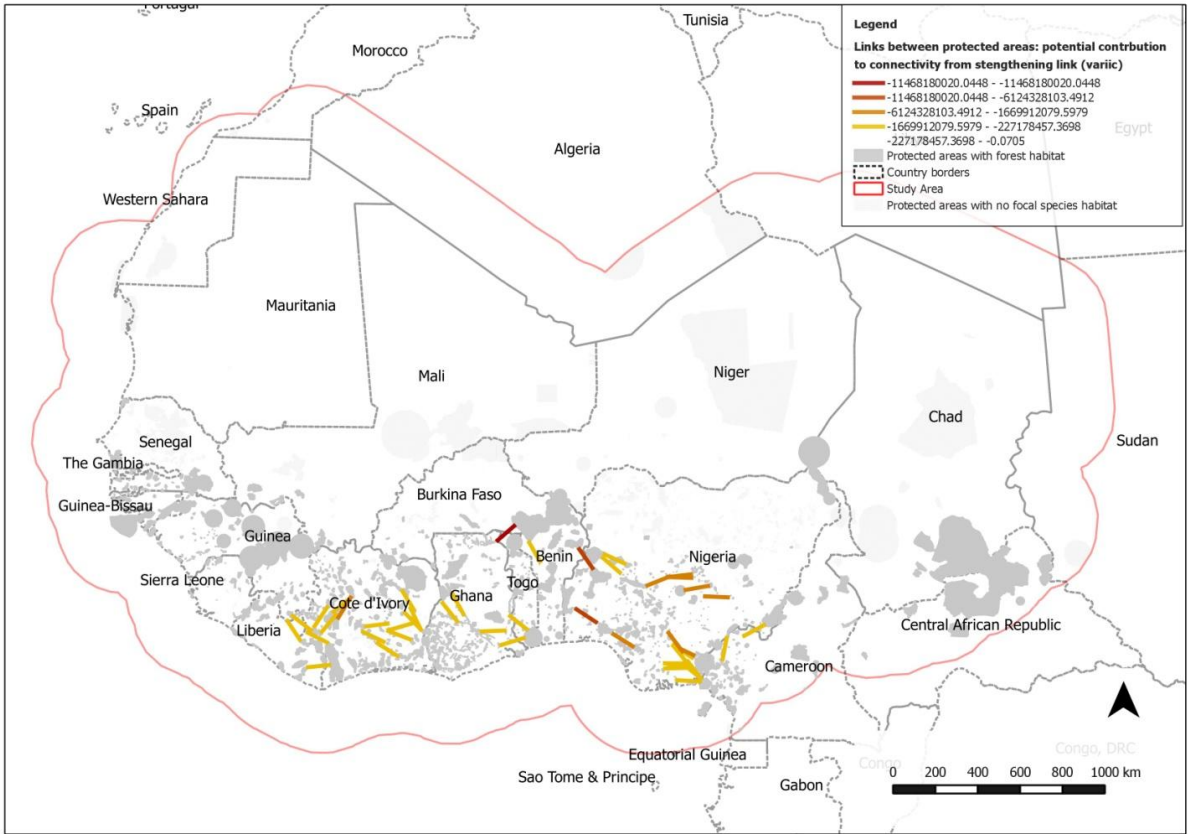 Portugal
Tunisia
Morocco
Spain
Algeria
Egypt
Western Sahara
Mauritania
Mali
Niger
Chad
Sudan
Senegal
The Gambia
Guinea-Bissau
Burkina Faso
Guinea
Benin
Nigeria
Sierra Leone
Togo
Ghana
Cote d'Ivory
Liberia
Central African Republic
Cameroon
Equatorial Guinea
Sao Tome & Principe
Gabon
Congo
Congo, DRC
Legend
Links between protected areas: potential contrbution
to connectivity from stengthening link (variic)
-11468180020.0448 - -11468180020.0448
-11468180020.0448 - -6124328103.4912
-6124328103.4912 - -1669912079.5979
-1669912079.5979 - -227178457.3698
-227178457.3698 - -0.0705
Protected areas with forest habitat
Country borders
Study Area
Protected areas with no focal species habitat
0 200 400 600 800 1000 km